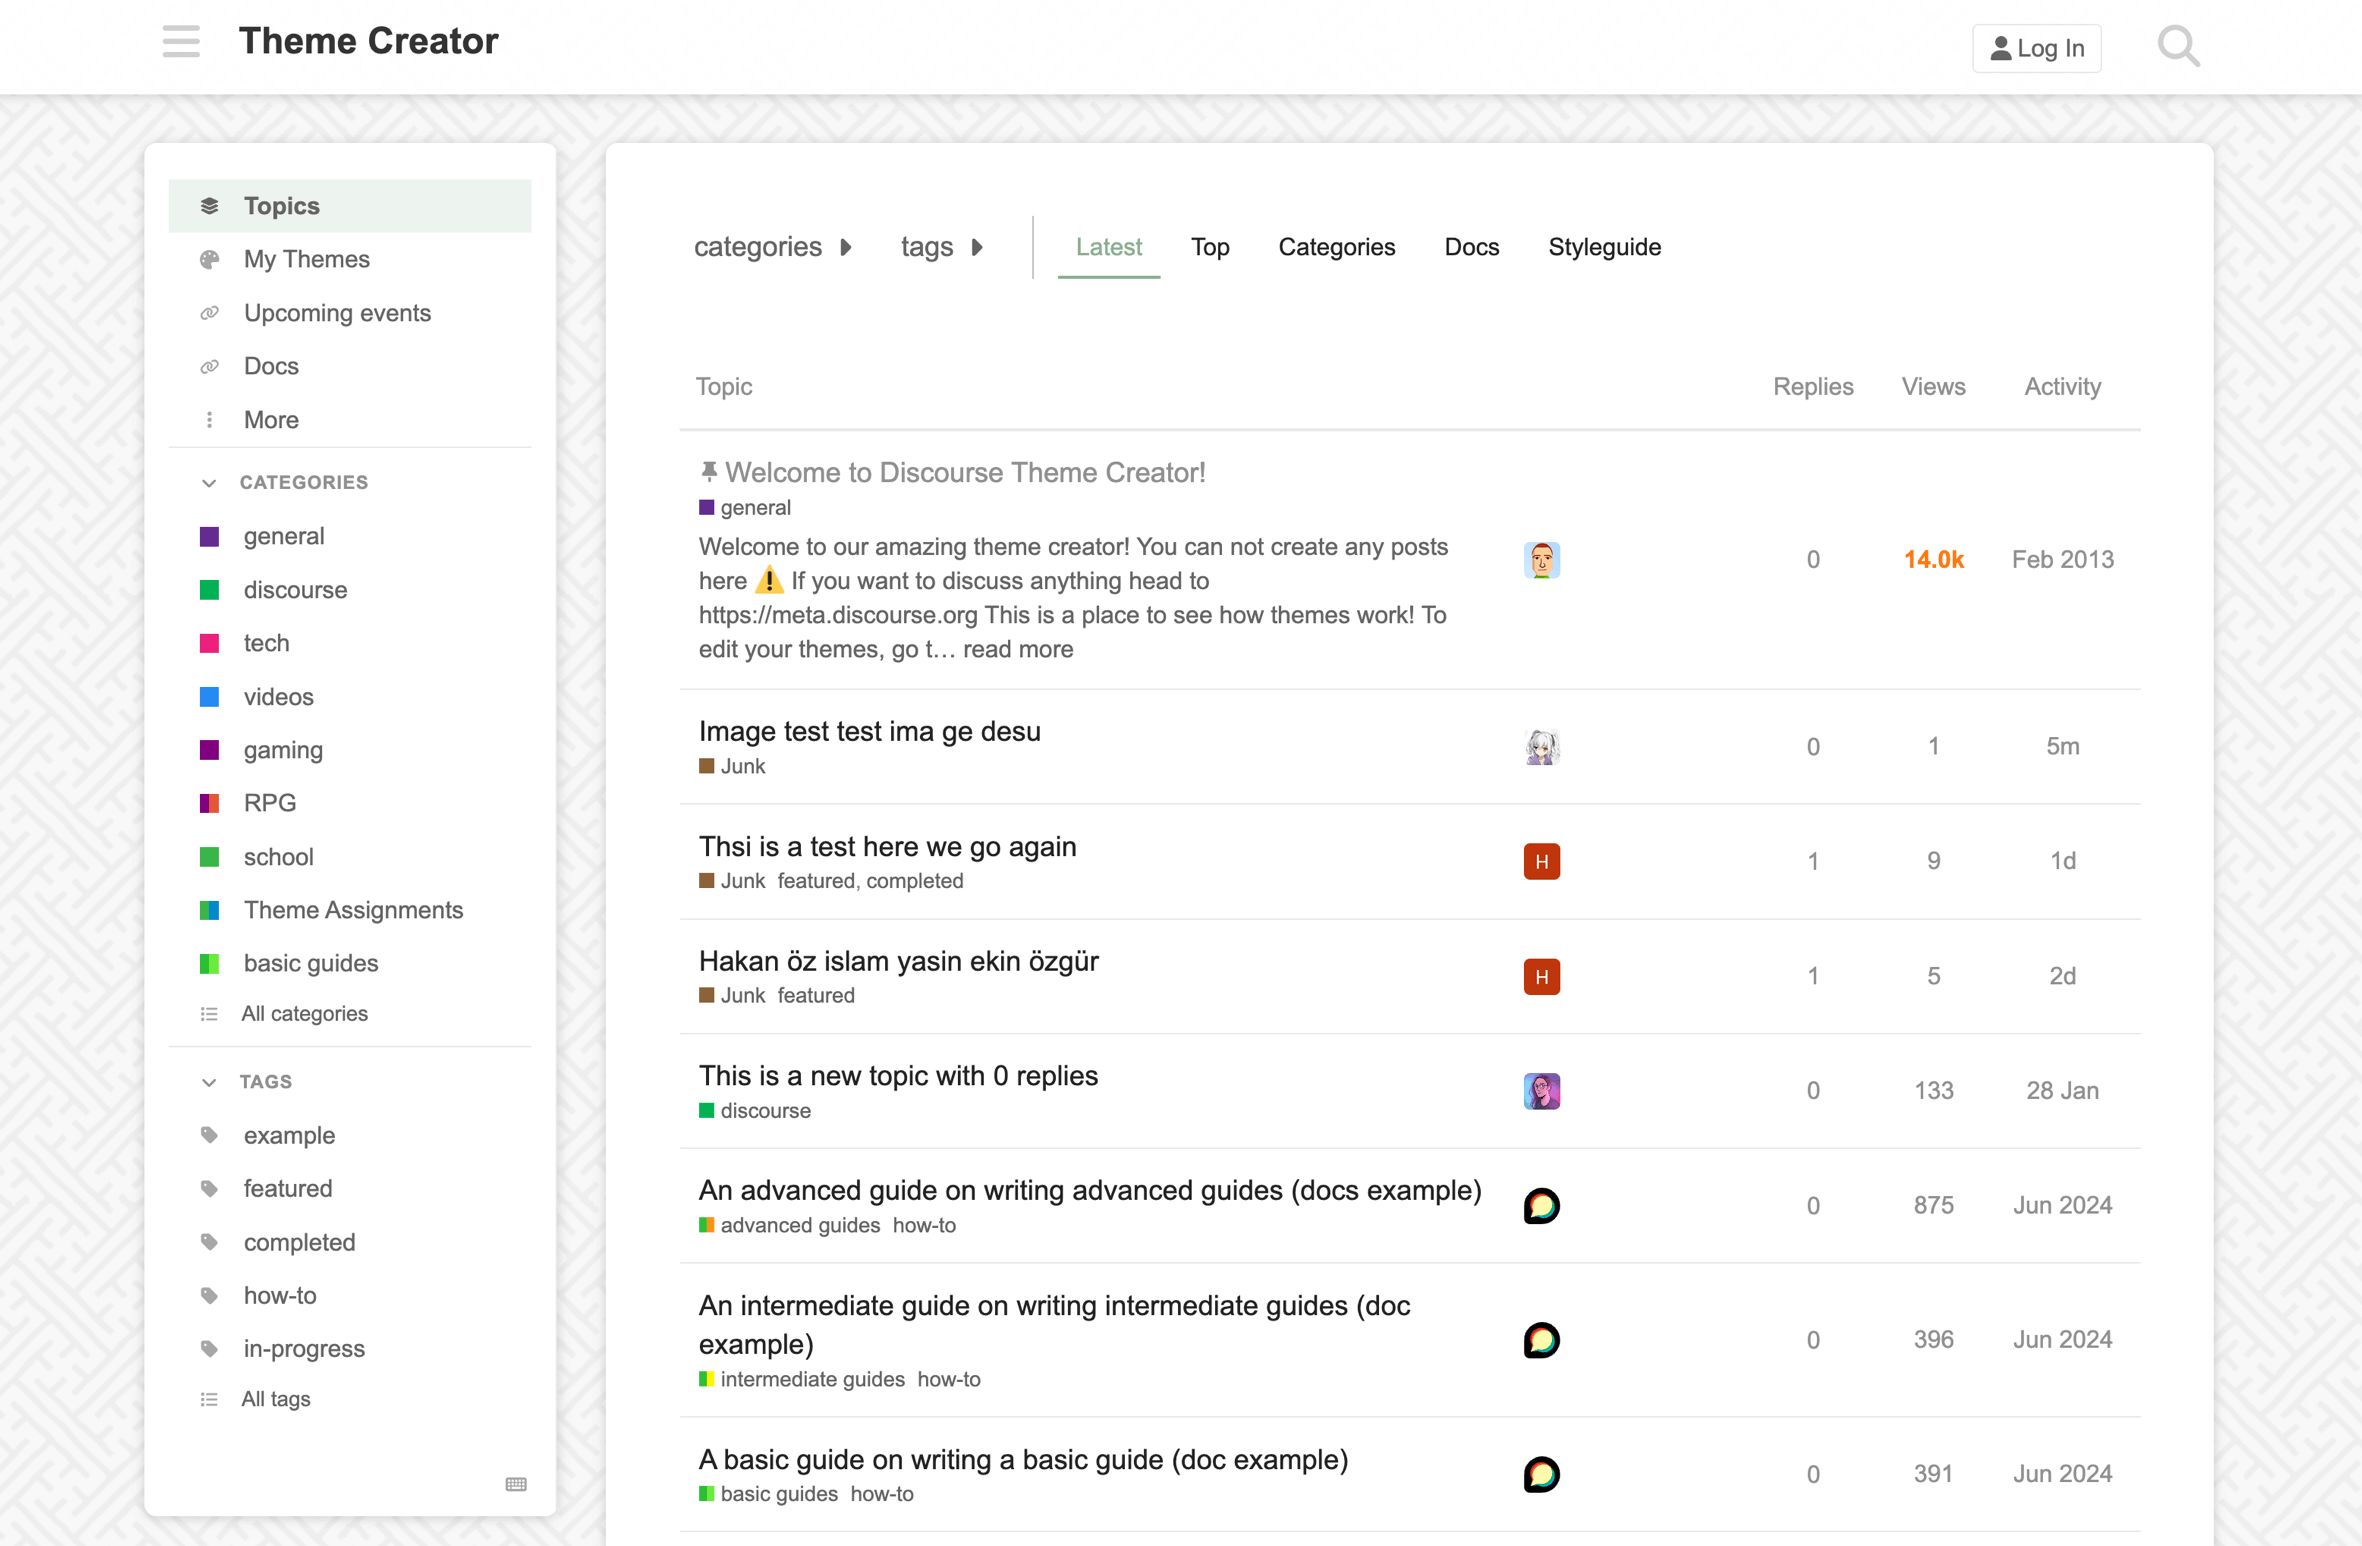 Theme Creator
Log In
Topics
My Themes
Upcoming events
Docs
More
CATEGORIES
general
discourse
tech
videos
gaming
RPG
school
Theme Assignments
basic guides
All categories
TAGS
example
featured
completed
how-to
in-progress
All tags
categories tags Latest Top Categories Docs Styleguide
Topic Replies Views Activity
Welcome to Discourse Theme Creator!
general
Welcome to our amazing theme creator! You can not create any posts
here ⚠️ If you want to discuss anything head to
https://meta.discourse.org This is a place to see how themes work! To
edit your themes, go t… read more
0 14.0k Feb 2013
Image test test ima ge desu
Junk
0 1 5m
Thsi is a test here we go again
Junk featured, completed
H 1 9 1d
Hakan öz islam yasin ekin özgür
Junk featured
H 1 5 2d
This is a new topic with 0 replies
discourse
0 133 28 Jan
An advanced guide on writing advanced guides (docs example)
advanced guides how-to
0 875 Jun 2024
An intermediate guide on writing intermediate guides (doc
example)
intermediate guides how-to
0 396 Jun 2024
A basic guide on writing a basic guide (doc example)
basic guides how-to
0 391 Jun 2024